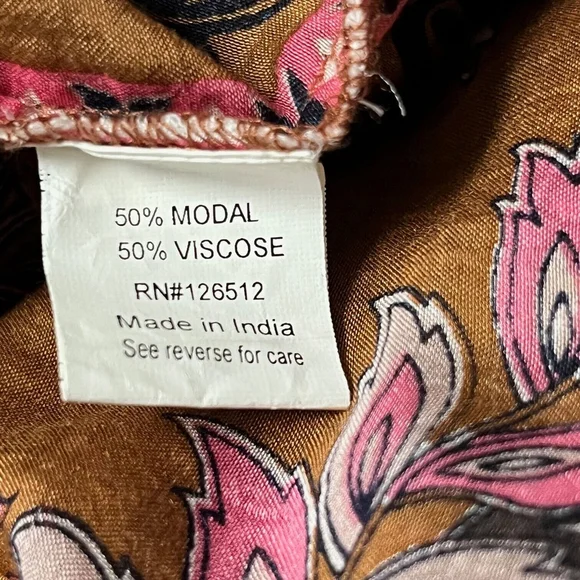 50% MODAL
50% VISCOSE
RN#126512
Made in India
See reverse for care